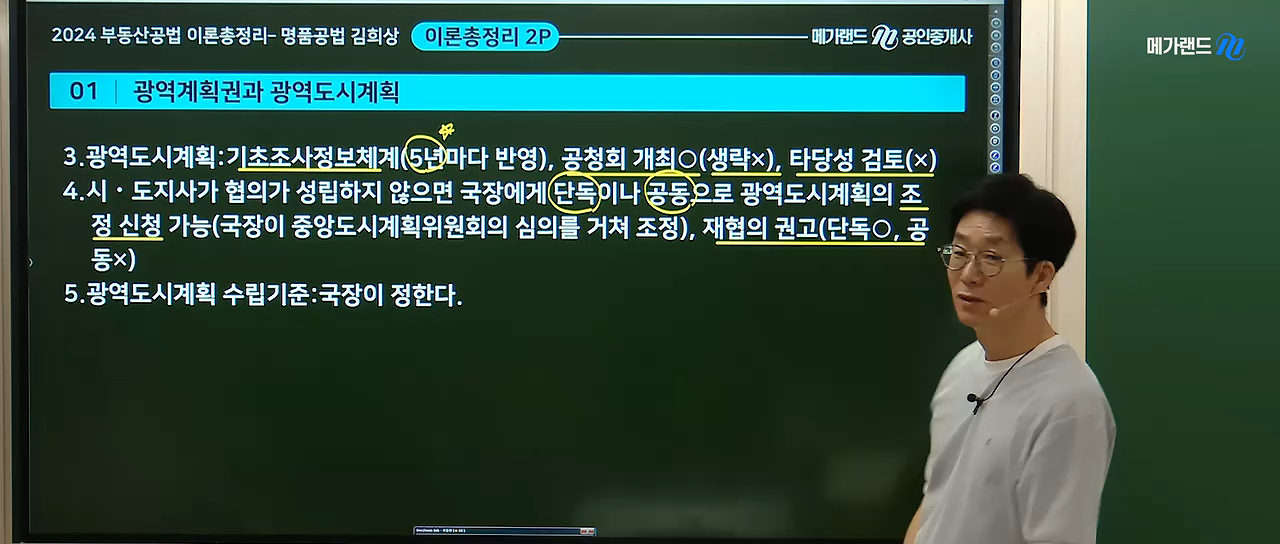 2024 부동산공법 이론총정리- 명품공법 김희상
이론총정리 2P
메가랜드 공인중개사
메가랜드
01 광역계획권과 광역도시계획
3.광역도시계획:기초조사정보체계(5년마다 반영), 공청회 개최○(생략×), 타당성 검토(×)
4.시・도지사가 협의가 성립하지 않으면 국장에게 단독이나 공동으로 광역도시계획의 조
정 신청 가능(국장이 중앙도시계획위원회의 심의를 거쳐 조정), 재협의 권고(단독○, 공
동×)
5.광역도시계획 수립기준:국장이 정한다.